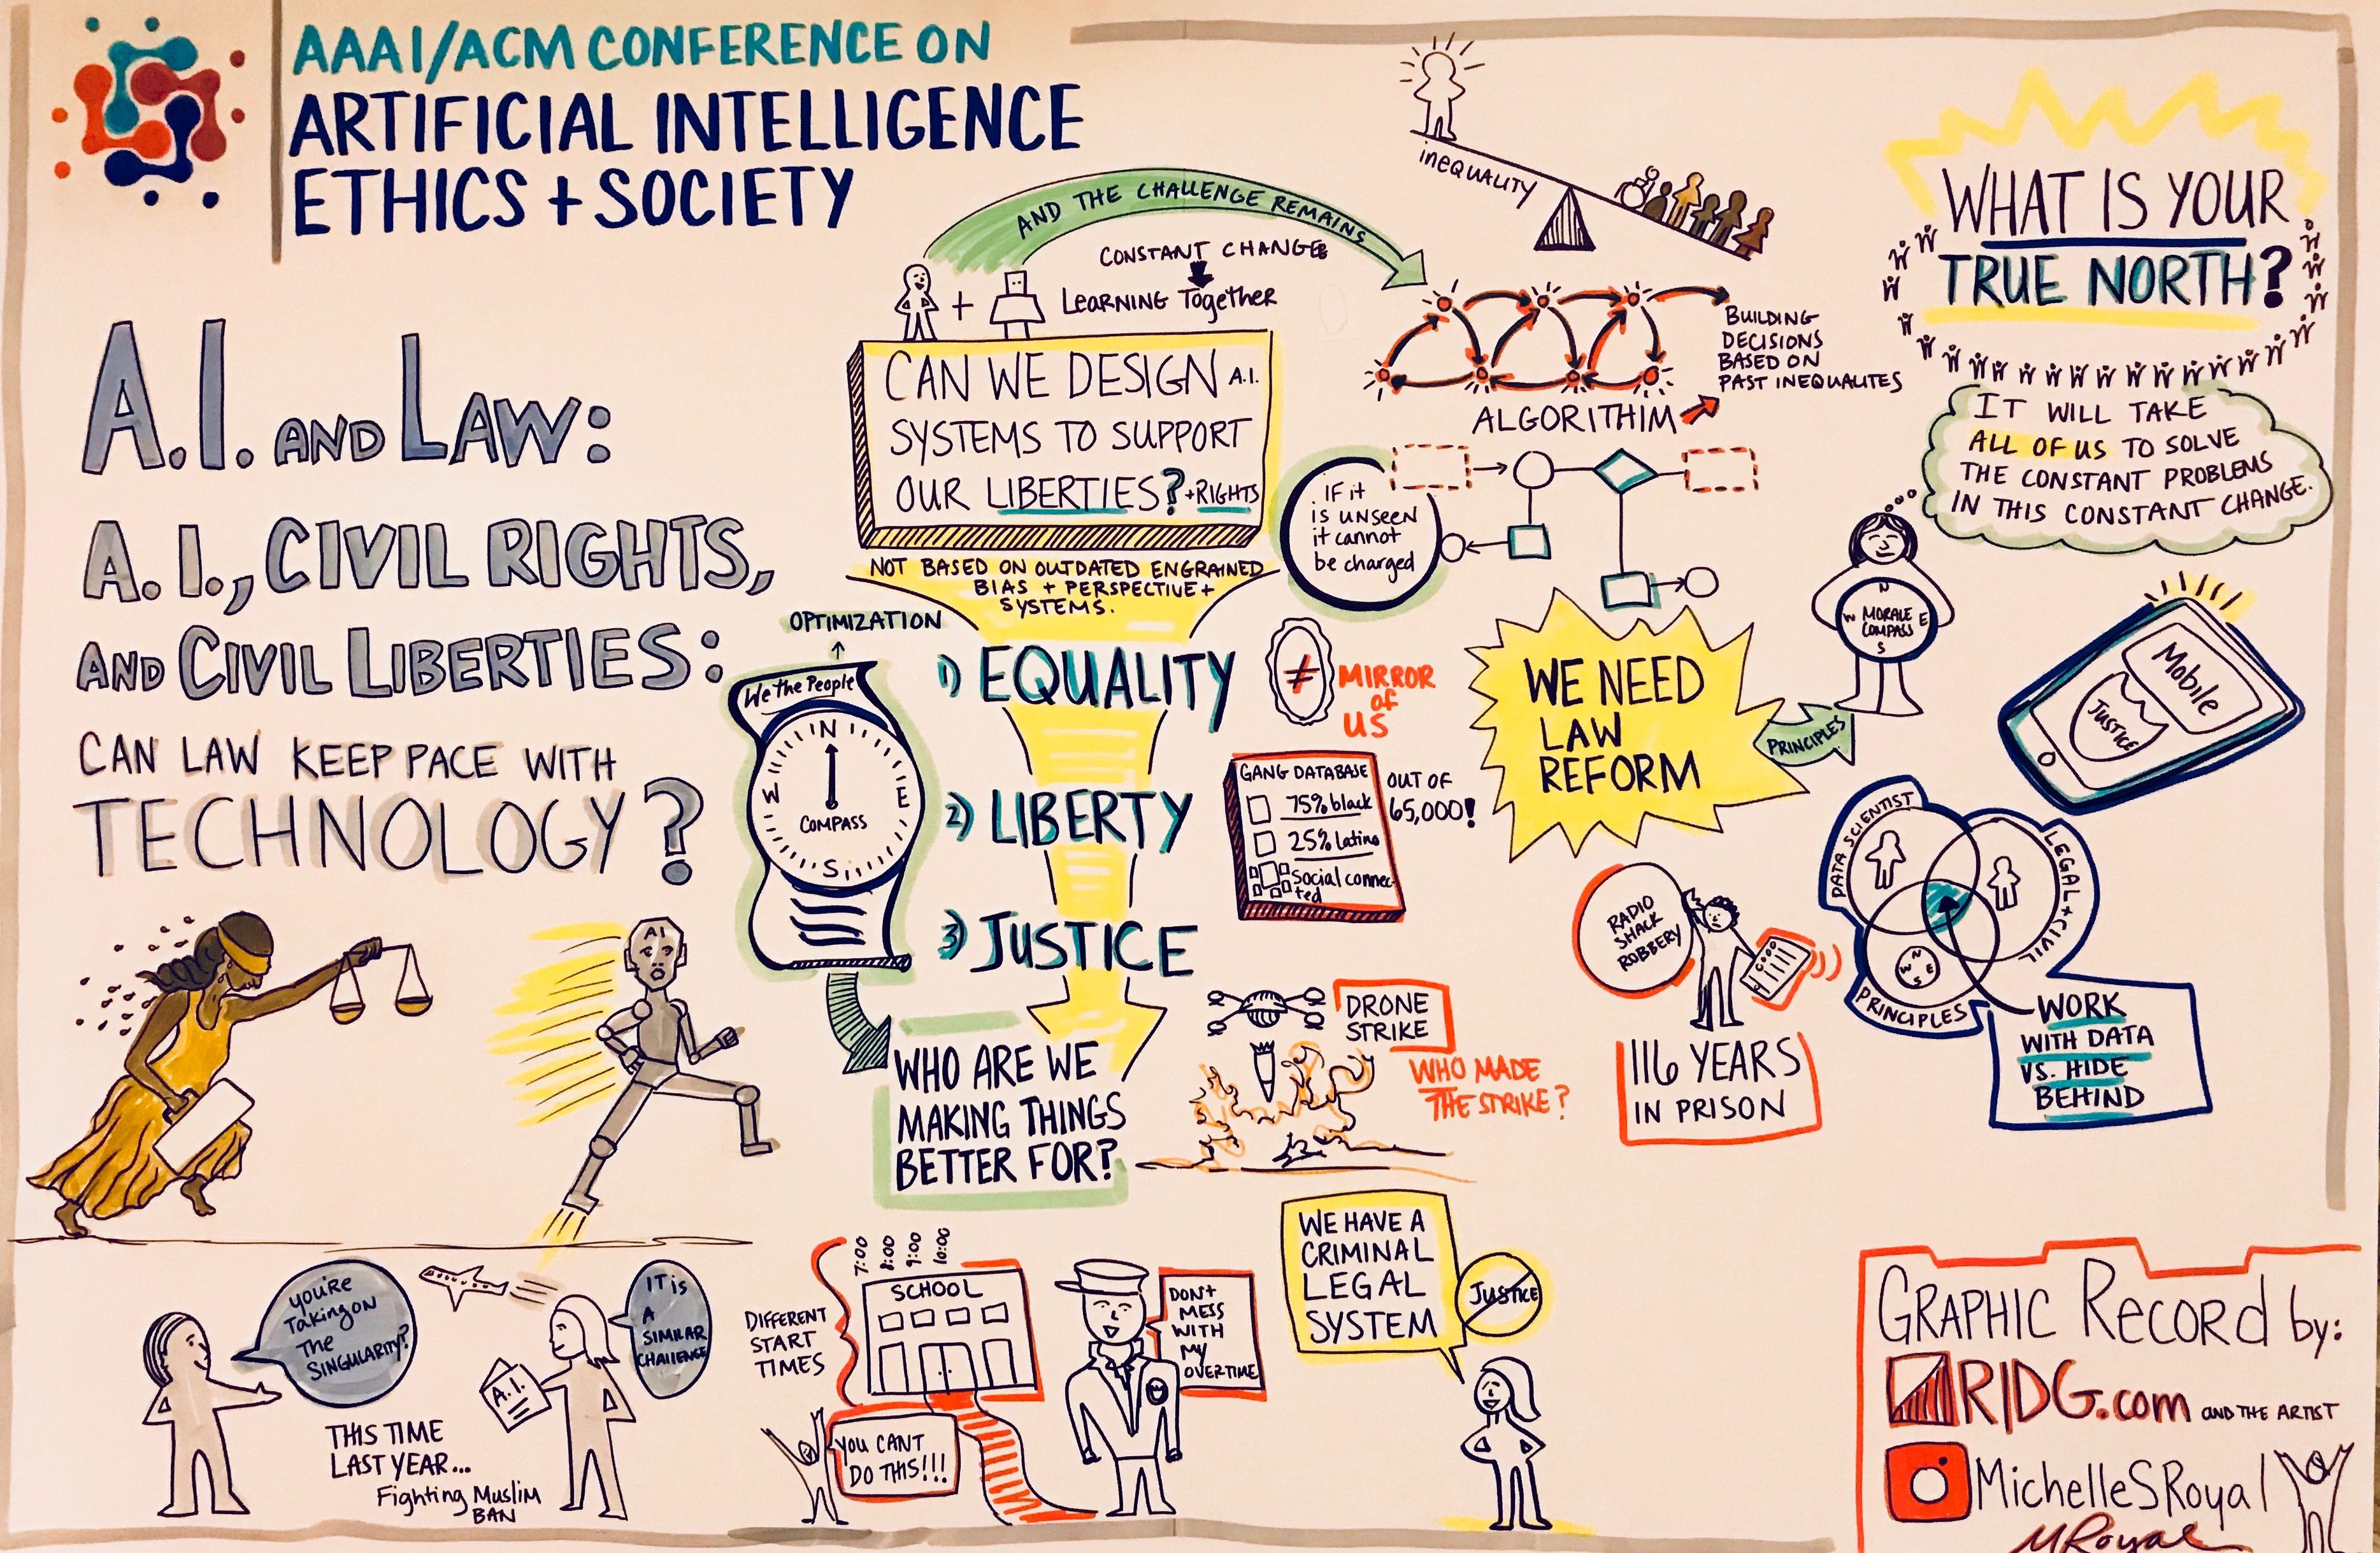 AAAI/ACM CONFERENCE ON
ARTIFICIAL INTELLIGENCE
ETHICS + SOCIETY
A.I. AND LAW:
A.I., CIVIL RIGHTS,
AND CIVIL LIBERTIES:
CAN LAW KEEP PACE WITH
TECHNOLOGY?
AI
you're
Taking on
The
SINGULARITY?
IT is
A
SIMILAR
CHALLENGE
A.I.
THIS TIME
LAST YEAR...
Fighting Muslim
BAN
AND THE CHALLENGE REMAINS
CONSTANT CHANGE
+ LEARNING Together
CAN WE DESIGN A.I.
SYSTEMS TO SUPPORT
OUR LIBERTIES? + RIGHTS
NOT BASED ON OUTDATED ENGRAINED
BIAS + PERSPECTIVE +
SYSTEMS.
OPTIMIZATION
We the People
N
W E
COMPASS
S
1) EQUALITY
2) LIBERTY
3) JUSTICE
WHO ARE WE
MAKING THINGS
BETTER FOR?
inequality
BUILDING
DECISIONS
BASED ON
PAST INEQUALITES
ALGORITHIM
IF it
is unseen
it cannot
be charged
≠
MIRROR
of
US
GANG DATABASE
75% black
25% Latino
Social connec-
ted
OUT OF
65,000!
DRONE
STRIKE
WHO MADE
THE STRIKE?
WE NEED
LAW
REFORM
PRINCIPLES
WHAT IS YOUR
TRUE NORTH?
IT WILL TAKE
ALL OF US TO SOLVE
THE CONSTANT PROBLEMS
IN THIS CONSTANT CHANGE.
N
W MORALE E
COMPASS
S
Mobile
JUSTICE
RADIO
SHACK
ROBBERY
116 YEARS
IN PRISON
DATA SCIENTIST
LEGAL + CIVIL
N
W E
S
PRINCIPLES
WORK
WITH DATA
VS. HIDE
BEHIND
7:00
8:00
9:00
10:00
DIFFERENT
START
TIMES
SCHOOL
YOU CANT
DO THIS!!!
DON'T
MESS
WITH
MY
OVERTIME
WE HAVE A
CRIMINAL
LEGAL
SYSTEM
JUSTICE
GRAPHIC Record by:
RIDG.com AND THE ARTIST
MichelleSRoyal
MRoyal